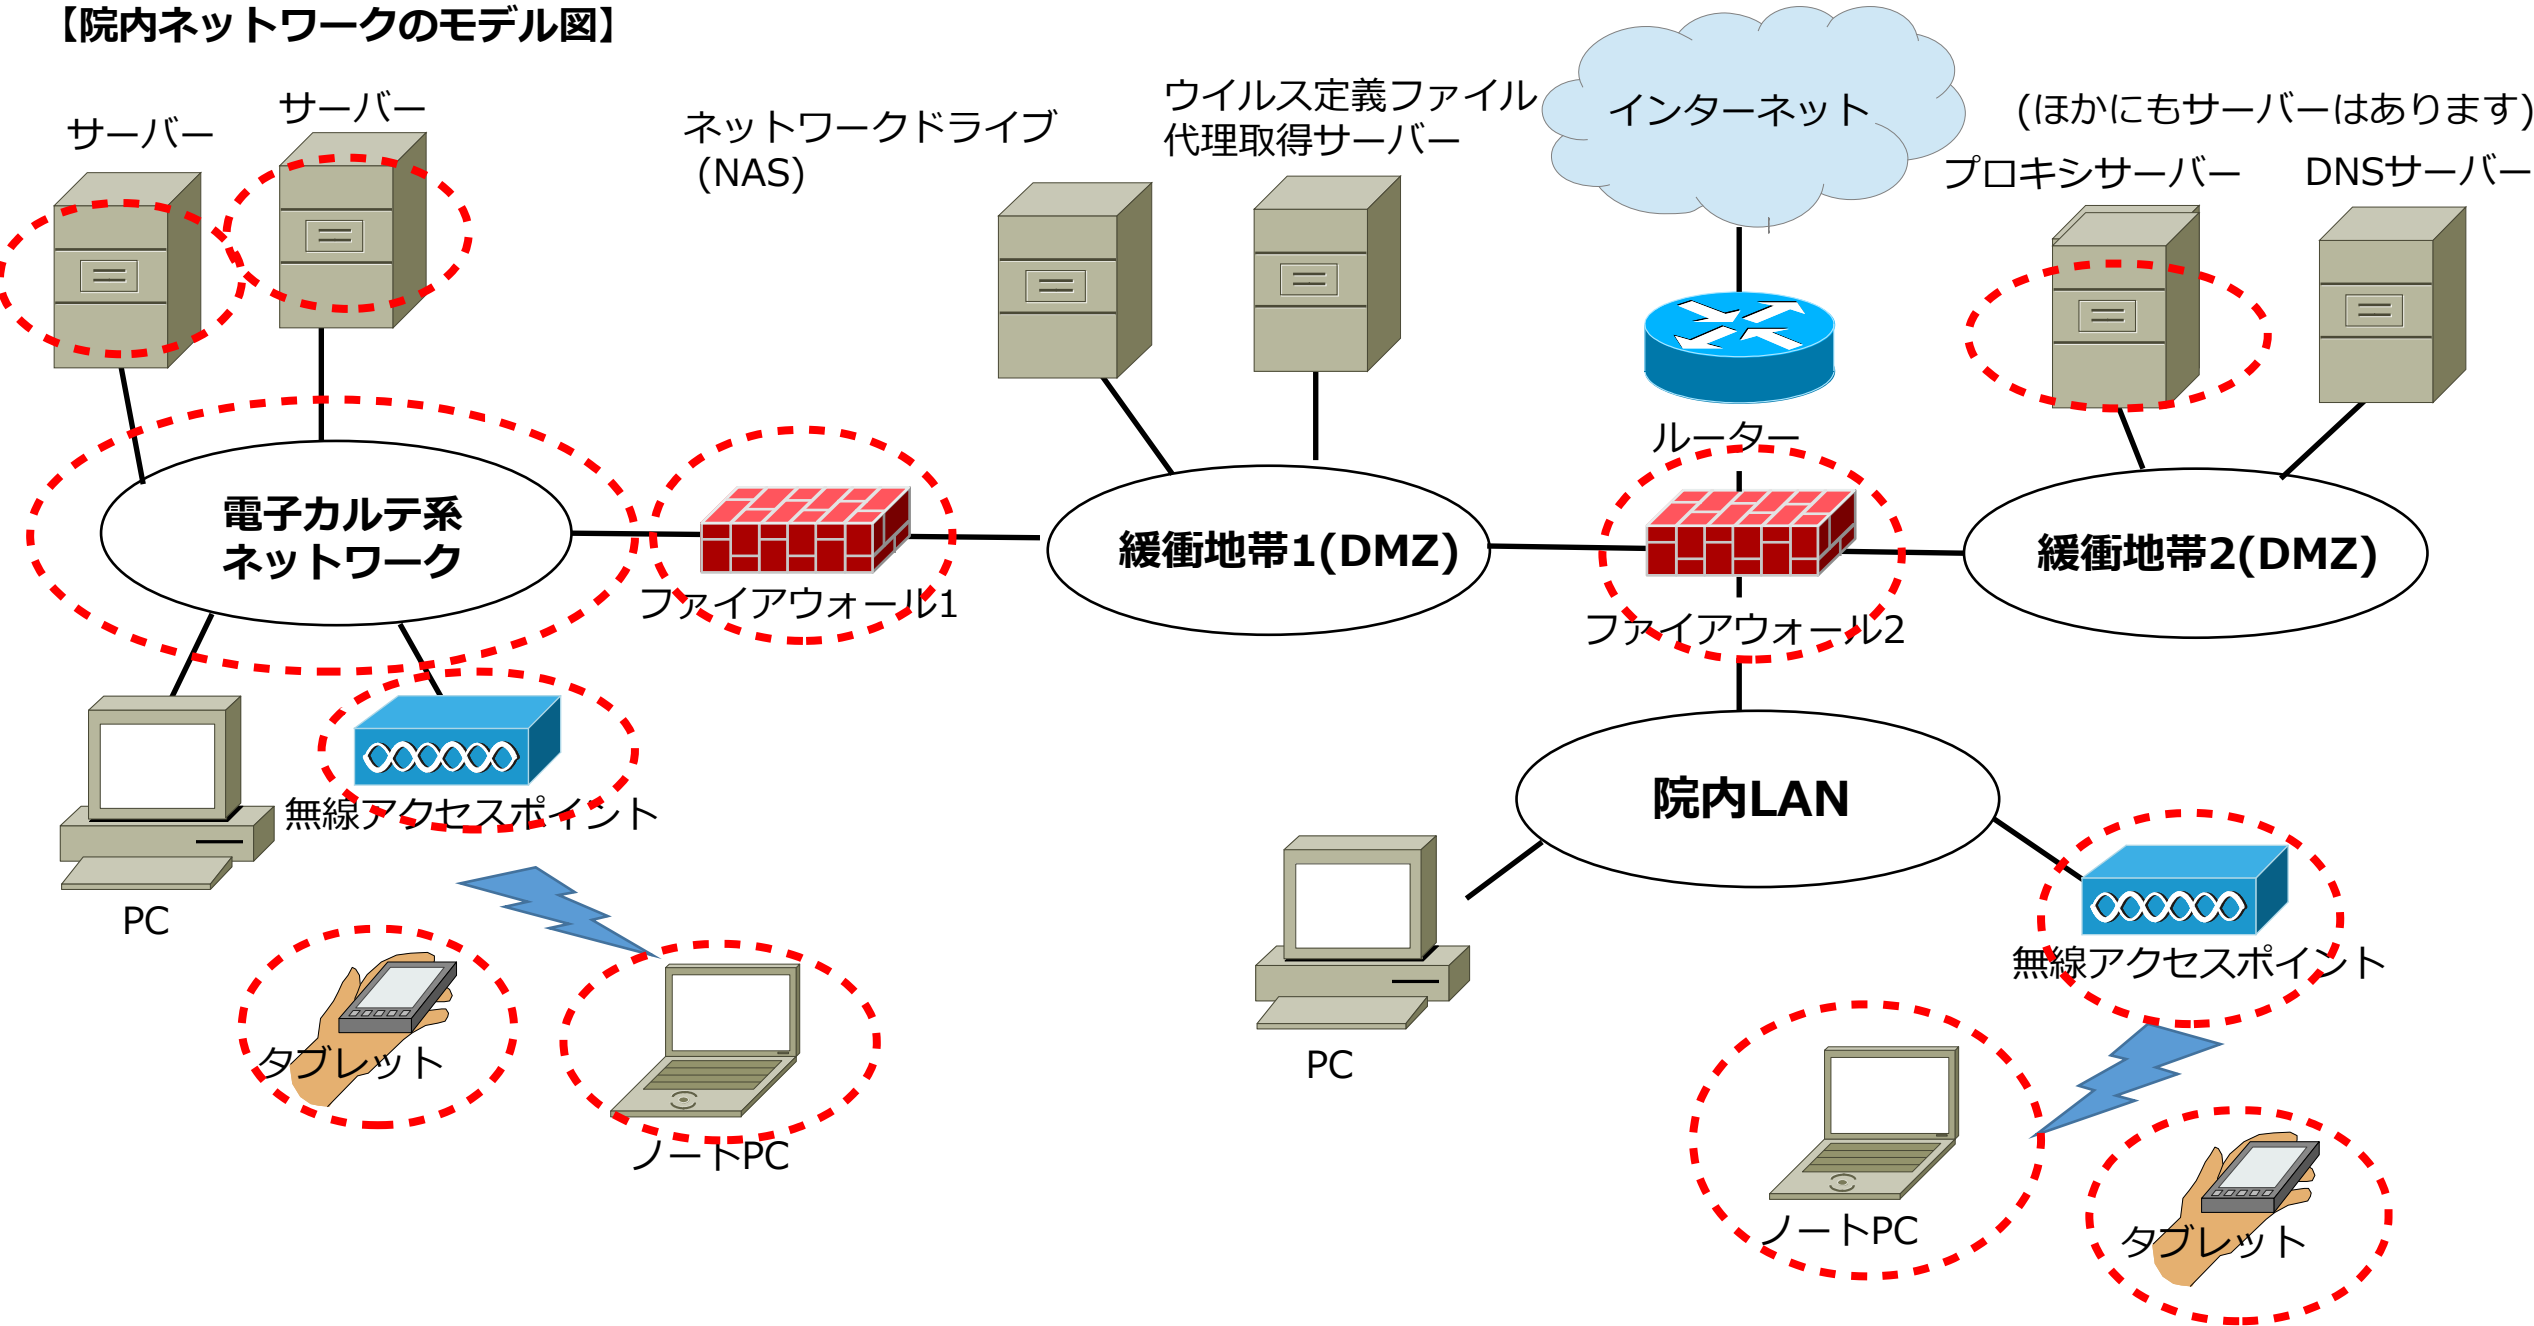 【院内ネットワークのモデル図】
サーバー
サーバー
ネットワークドライブ
(NAS)
ウイルス定義ファイル
代理取得サーバー
インターネット
(ほかにもサーバーはあります)
プロキシサーバー
DNSサーバー
ルーター
電子カルテ系
ネットワーク
ファイアウォール1
緩衝地帯1(DMZ)
ファイアウォール2
緩衝地帯2(DMZ)
無線アクセスポイント
PC
タブレット
ノートPC
院内LAN
PC
無線アクセスポイント
ノートPC
タブレット